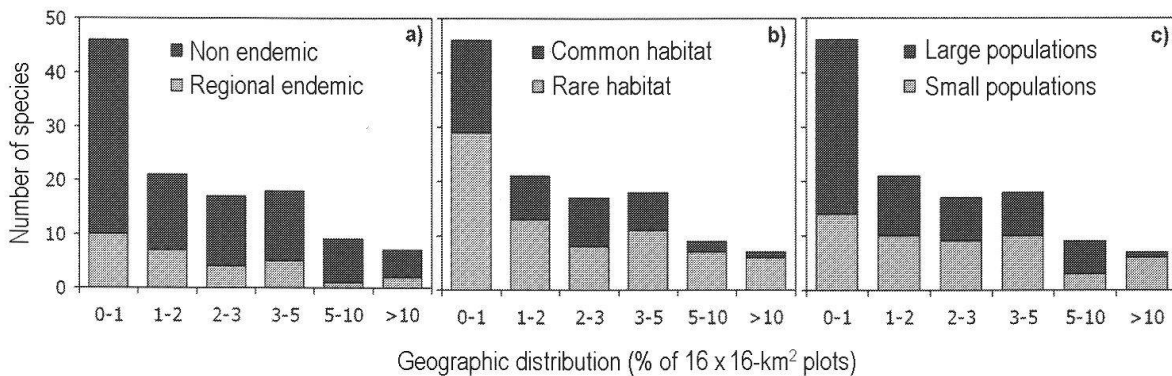 Number of species
50
40
30
20
10
0
a)
Non endemic
Regional endemic
0-1 1-2 2-3 3-5 5-10 >10
b)
Common habitat
Rare habitat
0-1 1-2 2-3 3-5 5-10 >10
c)
Large populations
Small populations
0-1 1-2 2-3 3-5 5-10 >10
Geographic distribution (% of 16 x 16-km² plots)